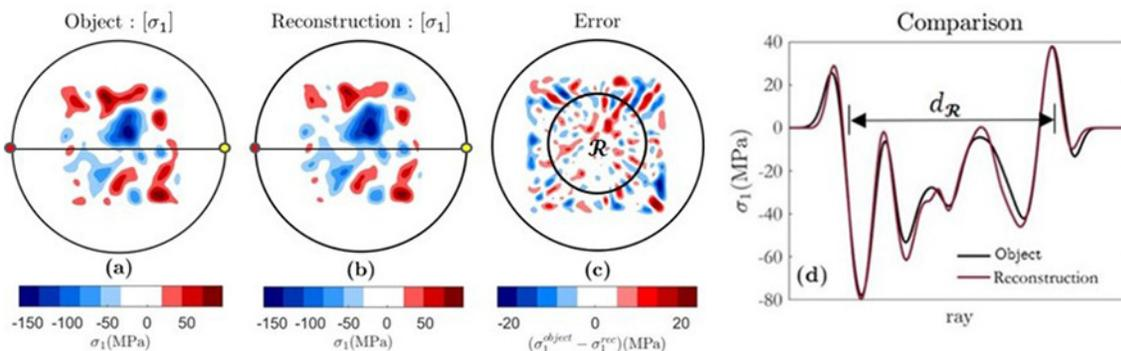 Object : [σ₁]
Reconstruction : [σ₁]
Error
Comparison
ℛ
(a)
(b)
(c)
-150 -100 -50 0 50
σ₁(MPa)
-150 -100 -50 0 50
σ₁(MPa)
-20 0 20
(σ₁ᵒᵇʲᵉᶜᵗ − σ₁ʳᵉᶜ)(MPa)
40
20
0
-20
-40
-60
-80
σ₁(MPa)
d_ℛ
Object
Reconstruction
(d)
ray